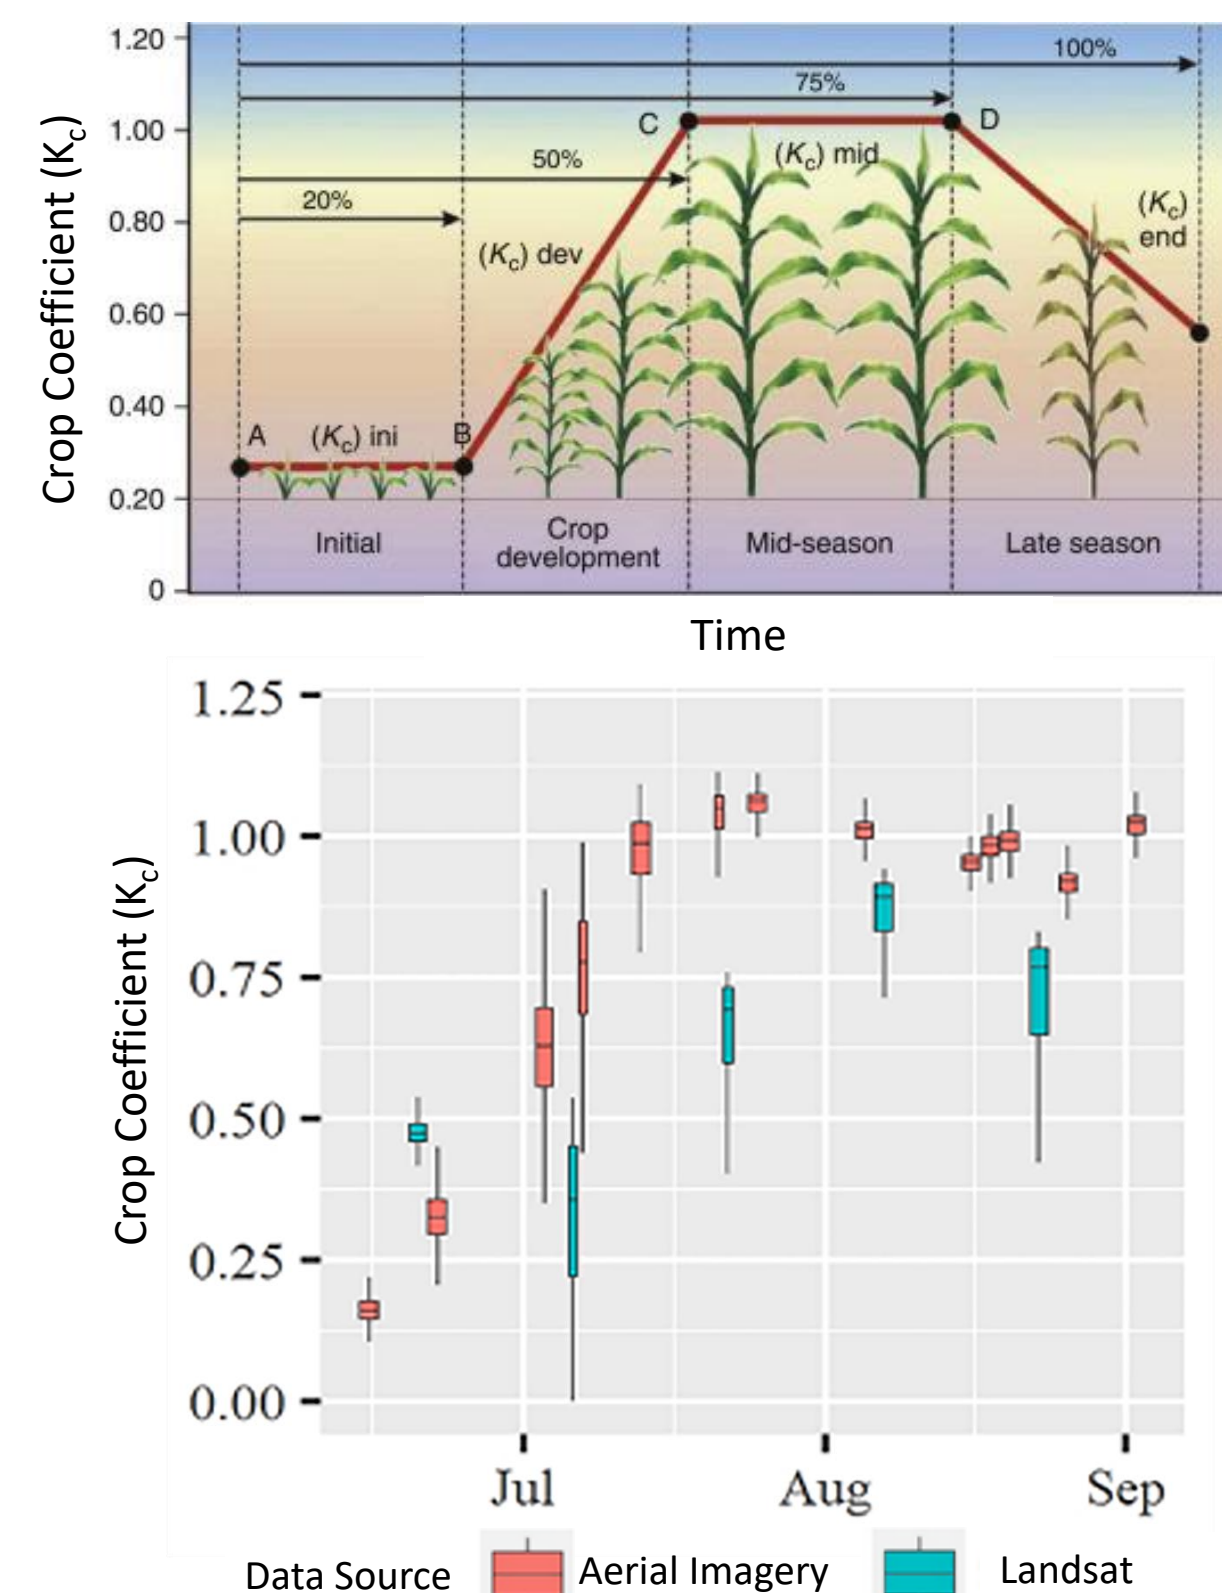 1.20
100%
75%
Crop Coefficient (Kc)
1.00
C
D
(Kc) mid
50%
20%
0.80
(Kc)
end
(Kc) dev
0.60
0.40
A
(Kc) ini
B
0.20
Initial
Crop
development
Mid-season
Late season
0
Time
1.25
1.00
Crop Coefficient (Kc)
0.75
0.50
0.25
0.00
Jul
Aug
Sep
Data Source
Aerial Imagery
Landsat